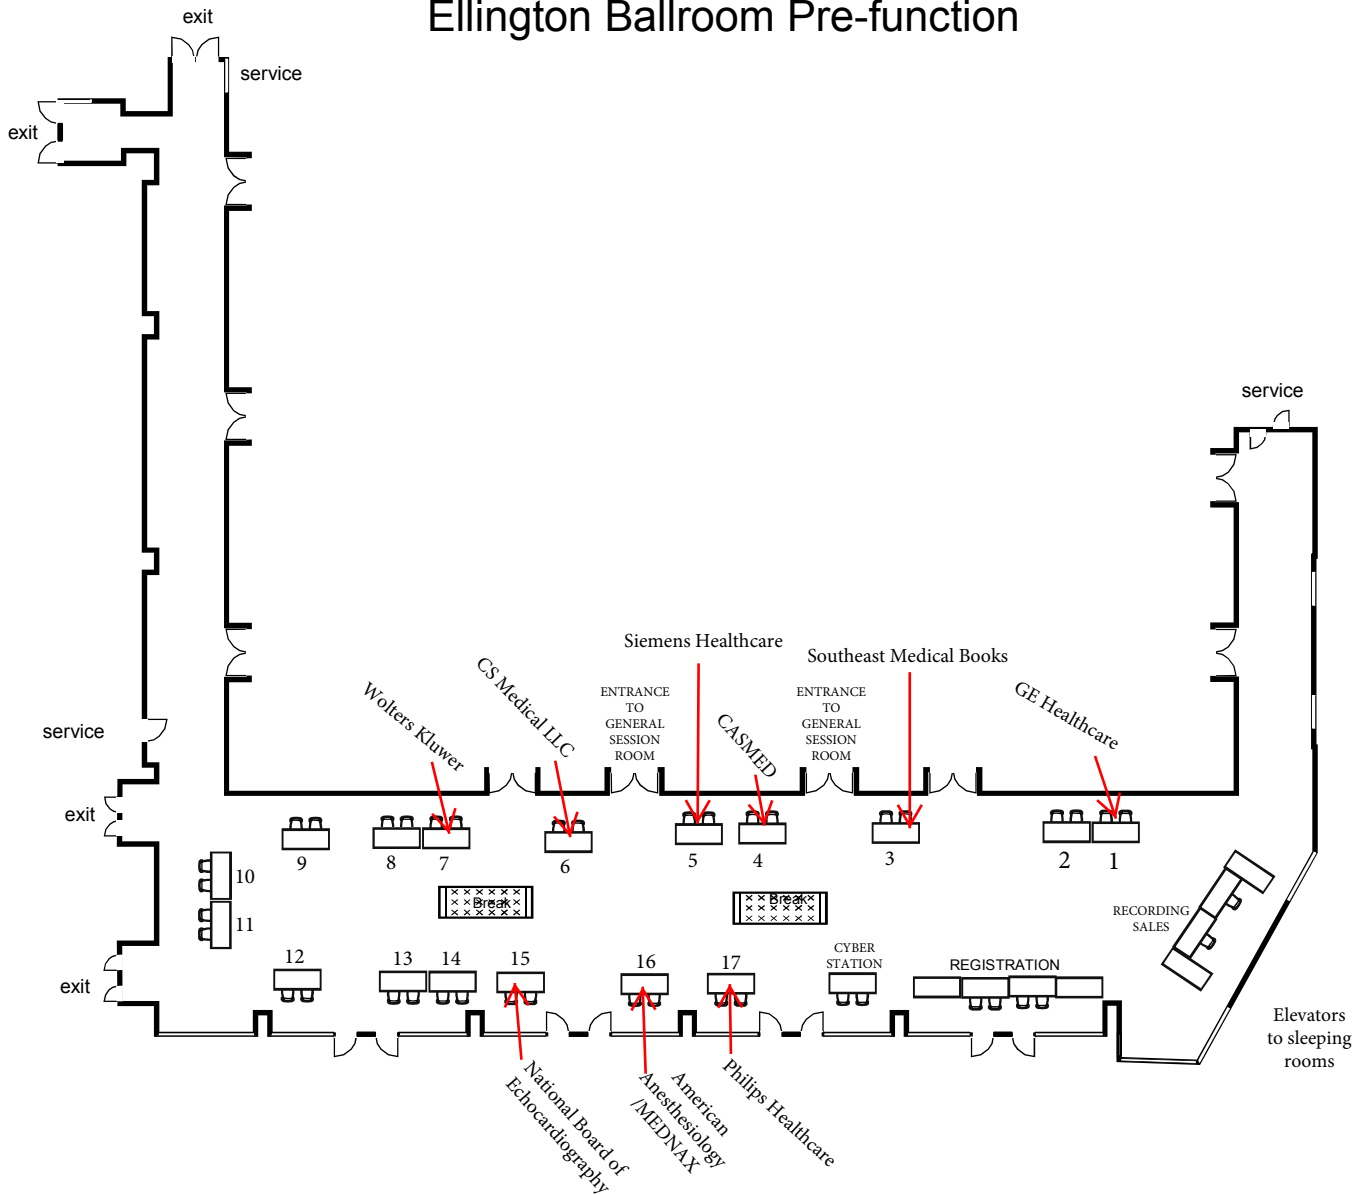 Ellington Ballroom Pre-function
exit
service
exit
service
Siemens Healthcare
Southeast Medical Books
CS Medical LLC
Wolters Kluwer
ENTRANCE
TO
GENERAL
SESSION
ROOM
ENTRANCE
TO
GENERAL
SESSION
ROOM
GE Healthcare
CASMED
service
exit
9
8
7
6
5
4
3
2
1
10
11
Break
Break
RECORDING
SALES
12
13
14
15
16
17
CYBER
STATION
REGISTRATION
exit
Elevators
to sleeping
rooms
National Board of
Echocardiography
American
Anesthesiology
/MEDNAX
Philips Healthcare